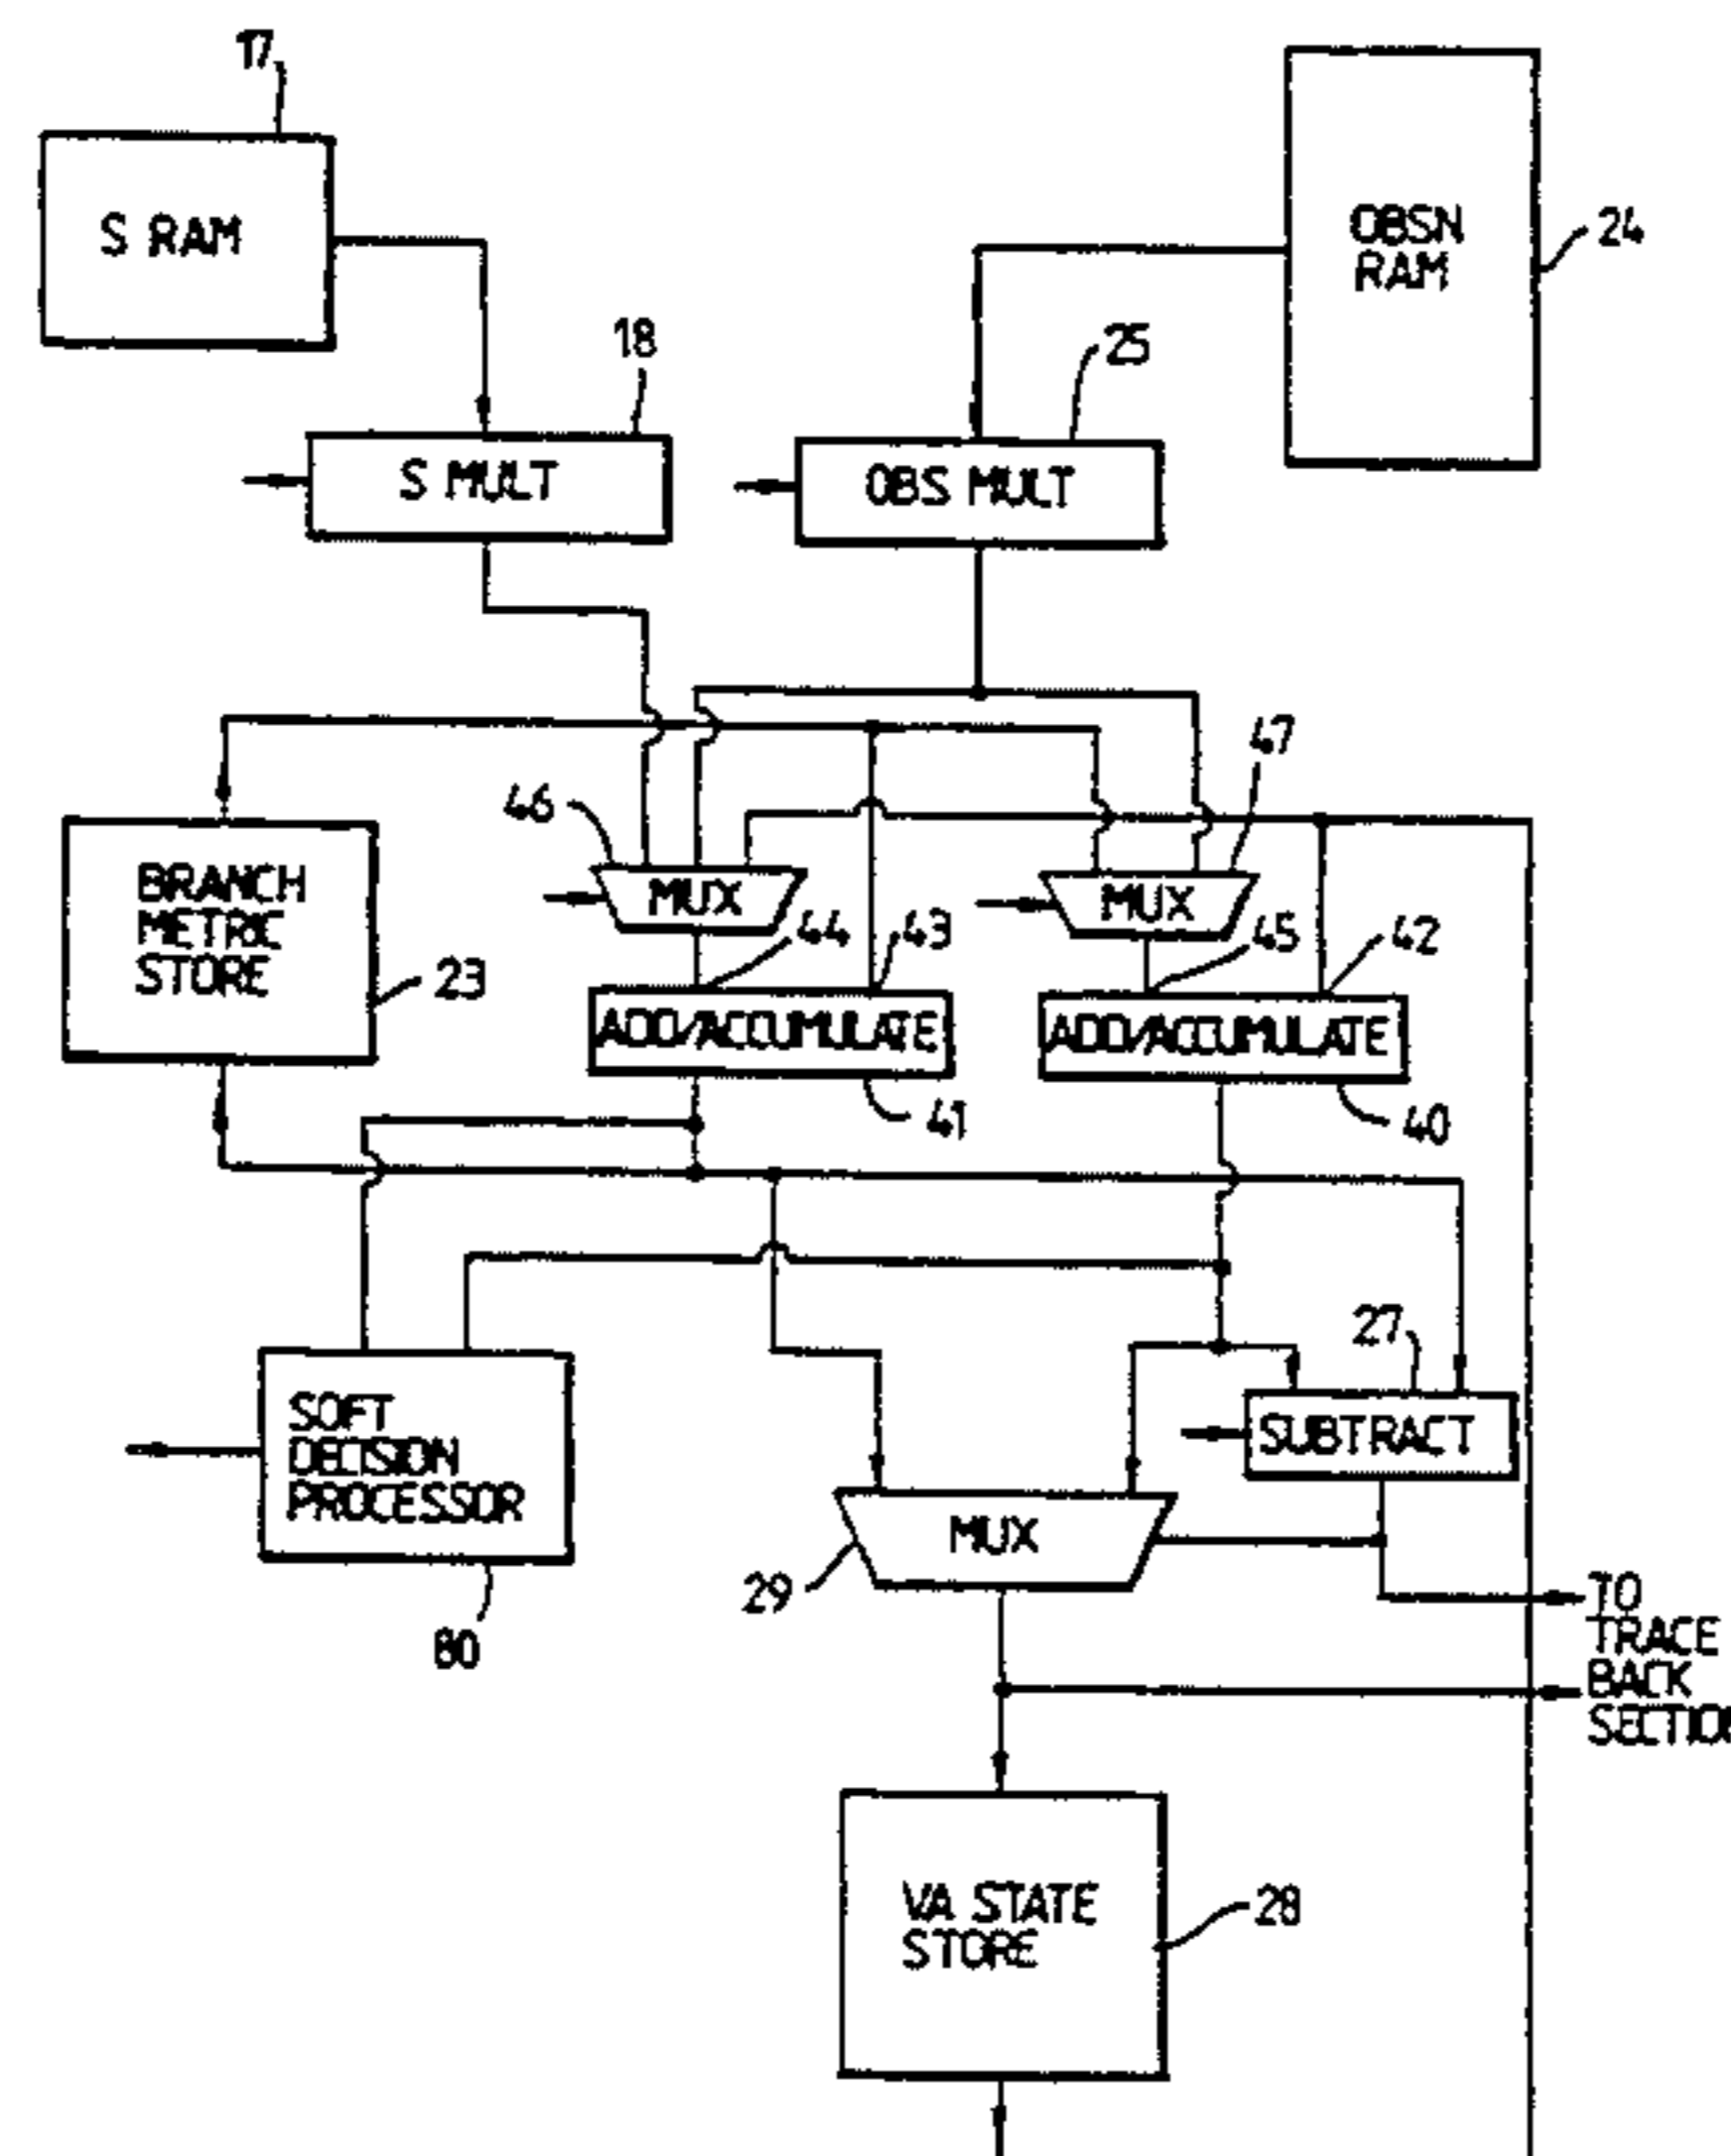 17
S RAM
OBSN
RAM
24
18
25
S MULT
OBS MULT
47
46
BRANCH
METRIC
STORE
23
MUX
MUX
44
43
45
42
ADD/ACCUMULATE
ADD/ACCUMULATE
41
40
27
SOFT
DECISION
PROCESSOR
SUBTRACT
MUX
29
80
TO
TRACE
BACK
SECTION
VA STATE
STORE
28